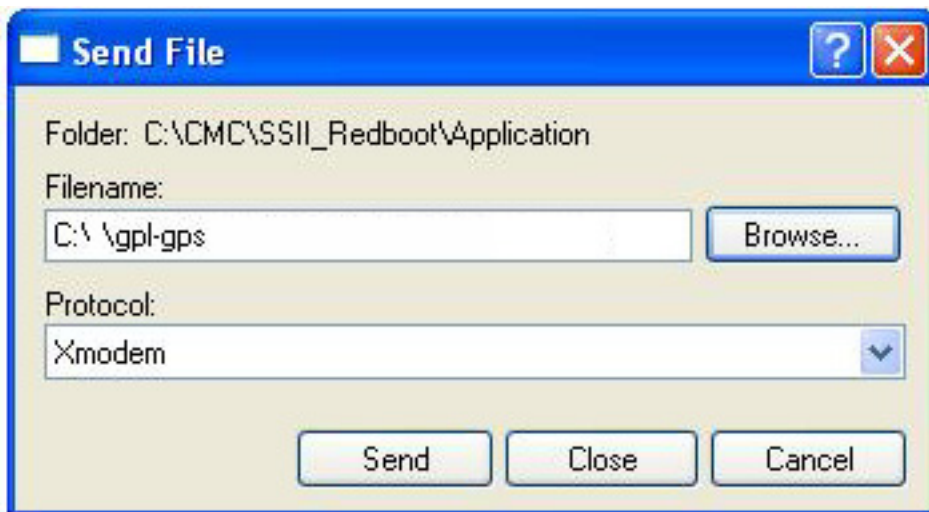 Send File
Folder: C:\CMC\SSII_Redboot\Application
Filename:
C:\ \gpl-gps
Browse...
Protocol:
Xmodem
Send Close Cancel